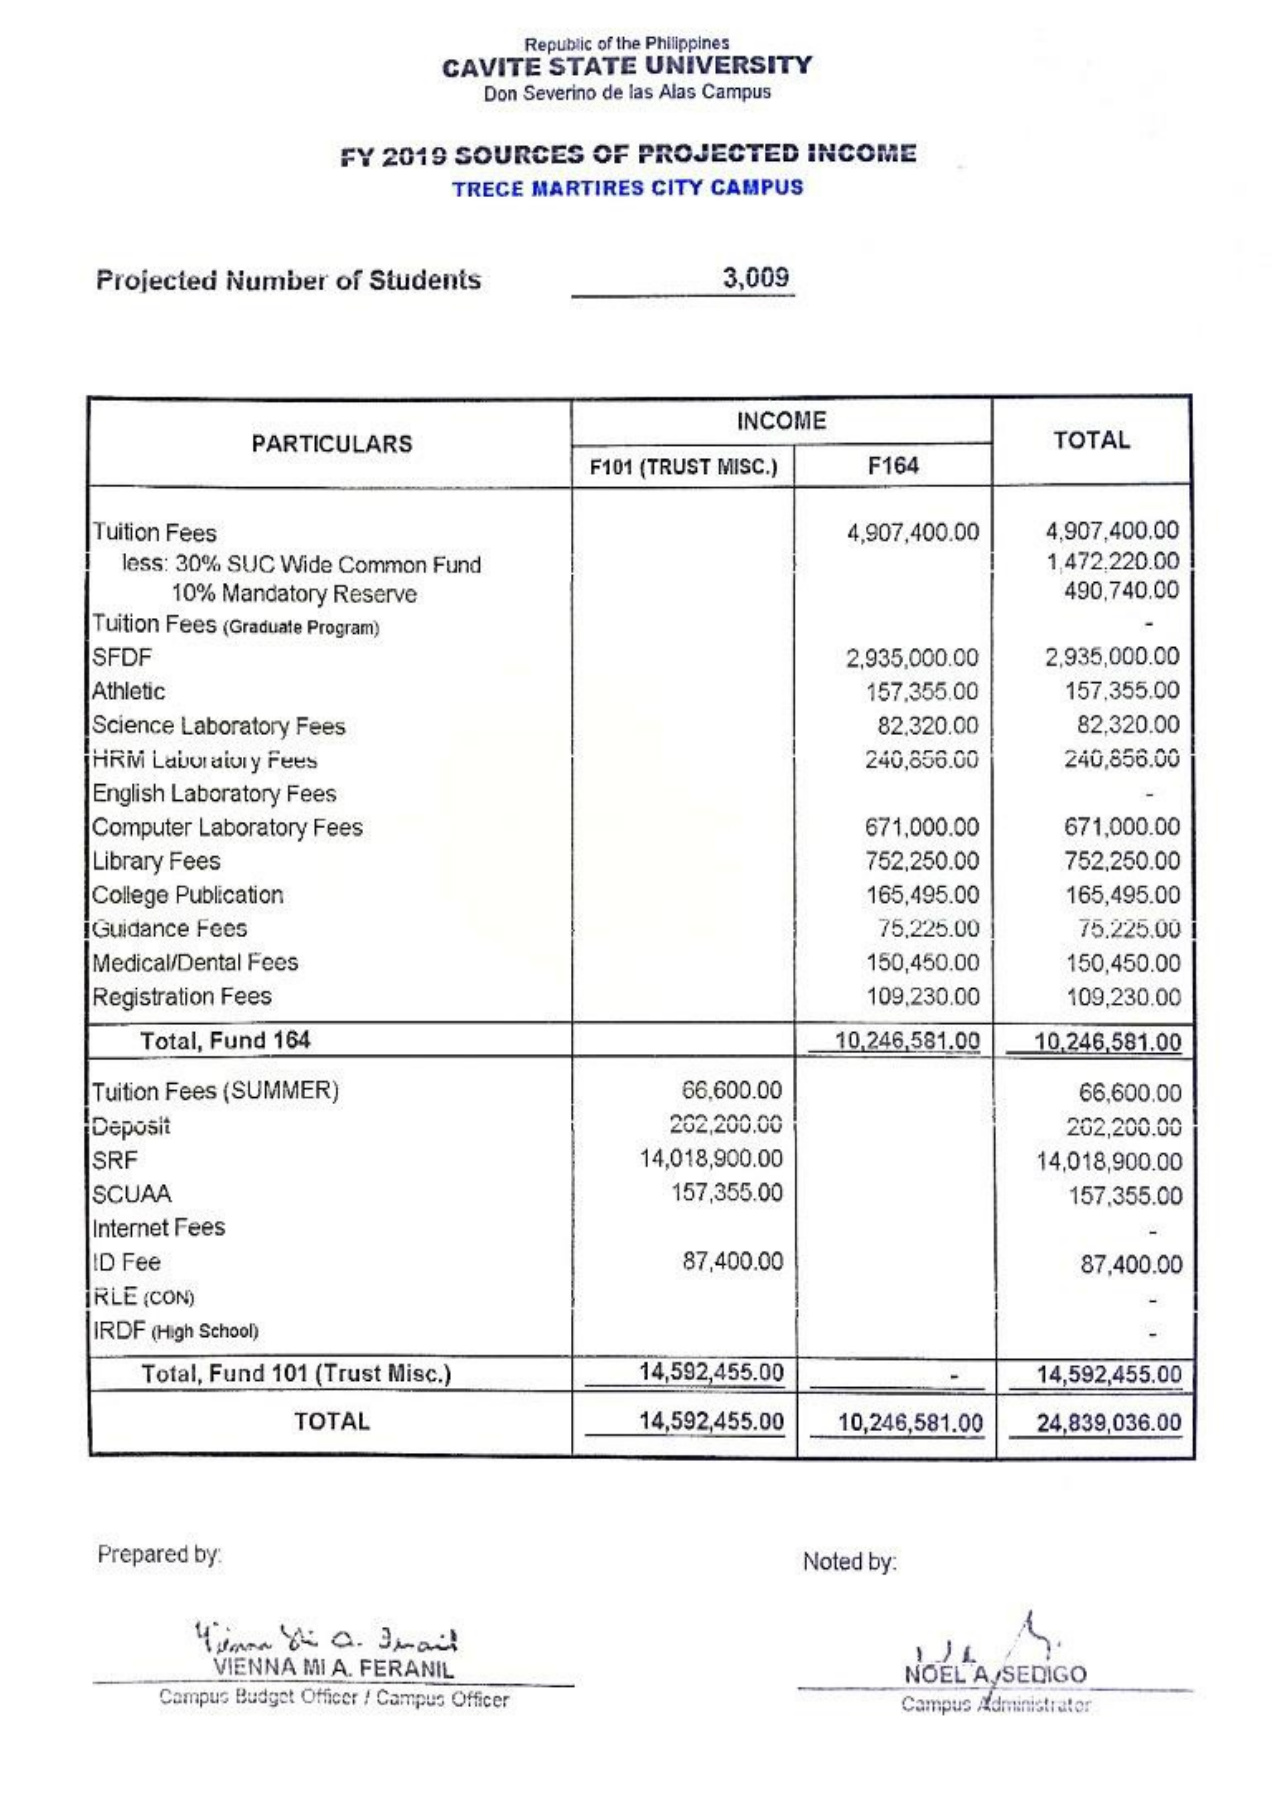 Republic of the Philippines
CAVITE STATE UNIVERSITY
Don Severino de las Alas Campus
FY 2019 SOURCES OF PROJECTED INCOME
TRECE MARTIRES CITY CAMPUS
Projected Number of Students 3,009
PARTICULARS INCOME TOTAL
F101 (TRUST MISC.) F164
Tuition Fees 4,907,400.00 4,907,400.00
less: 30% SUC Wide Common Fund 1,472,220.00
10% Mandatory Reserve 490,740.00
Tuition Fees (Graduate Program) -
SFDF 2,935,000.00 2,935,000.00
Athletic 157,355.00 157,355.00
Science Laboratory Fees 82,320.00 82,320.00
HRM Laboratory Fees 240,856.00 240,856.00
English Laboratory Fees -
Computer Laboratory Fees 671,000.00 671,000.00
Library Fees 752,250.00 752,250.00
College Publication 165,495.00 165,495.00
Guidance Fees 75,225.00 75,225.00
Medical/Dental Fees 150,450.00 150,450.00
Registration Fees 109,230.00 109,230.00
Total, Fund 164 10,246,581.00 10,246,581.00
Tuition Fees (SUMMER) 66,600.00 66,600.00
Deposit 262,200.00 262,200.00
SRF 14,018,900.00 14,018,900.00
SCUAA 157,355.00 157,355.00
Internet Fees -
ID Fee 87,400.00 87,400.00
RLE (CON) -
IRDF (High School) -
Total, Fund 101 (Trust Misc.) 14,592,455.00 - 14,592,455.00
TOTAL 14,592,455.00 10,246,581.00 24,839,036.00
Prepared by:
Noted by:
VIENNA MI A. FERANIL
NOEL A. SEDIGO
Campus Budget Officer / Campus Officer
Campus Administrator